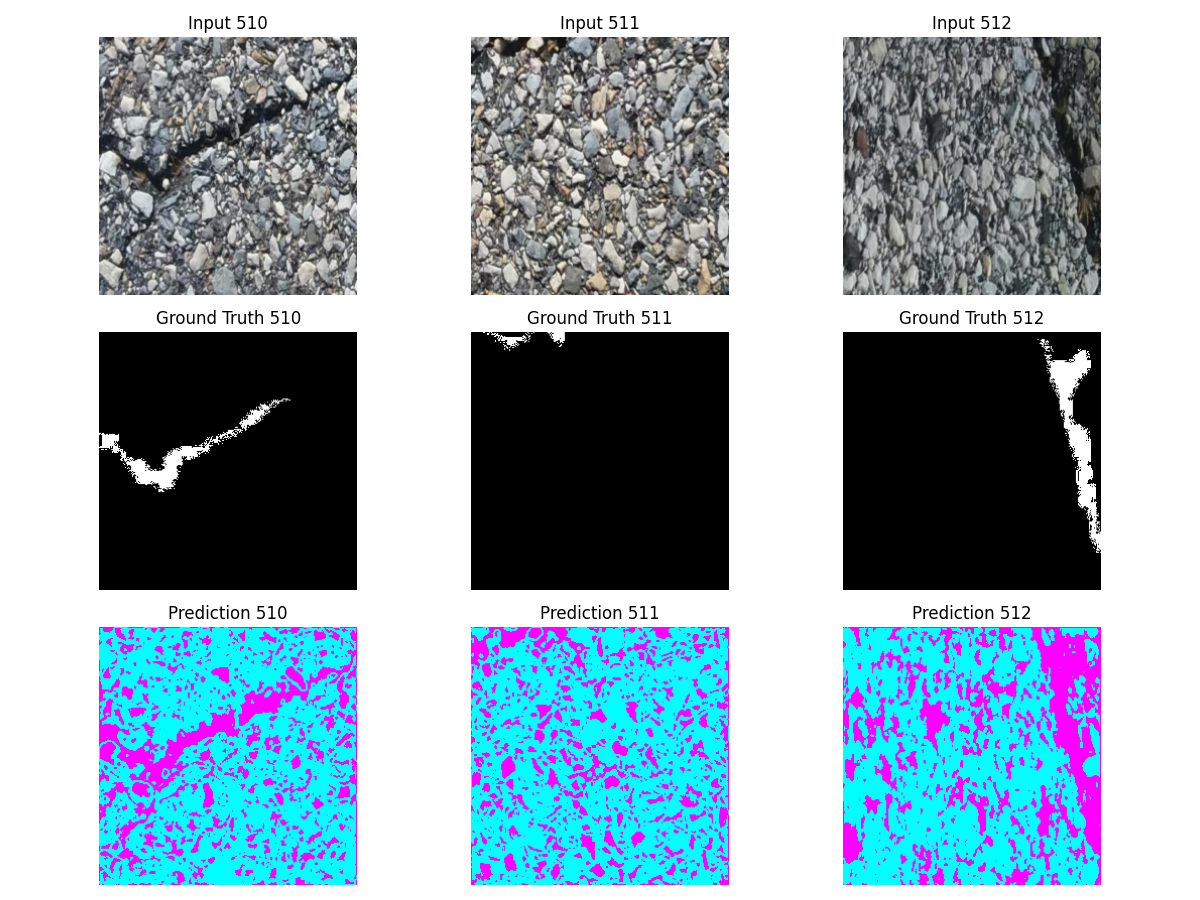 Input 510
Input 511
Input 512
Ground Truth 510
Ground Truth 511
Ground Truth 512
Prediction 510
Prediction 511
Prediction 512